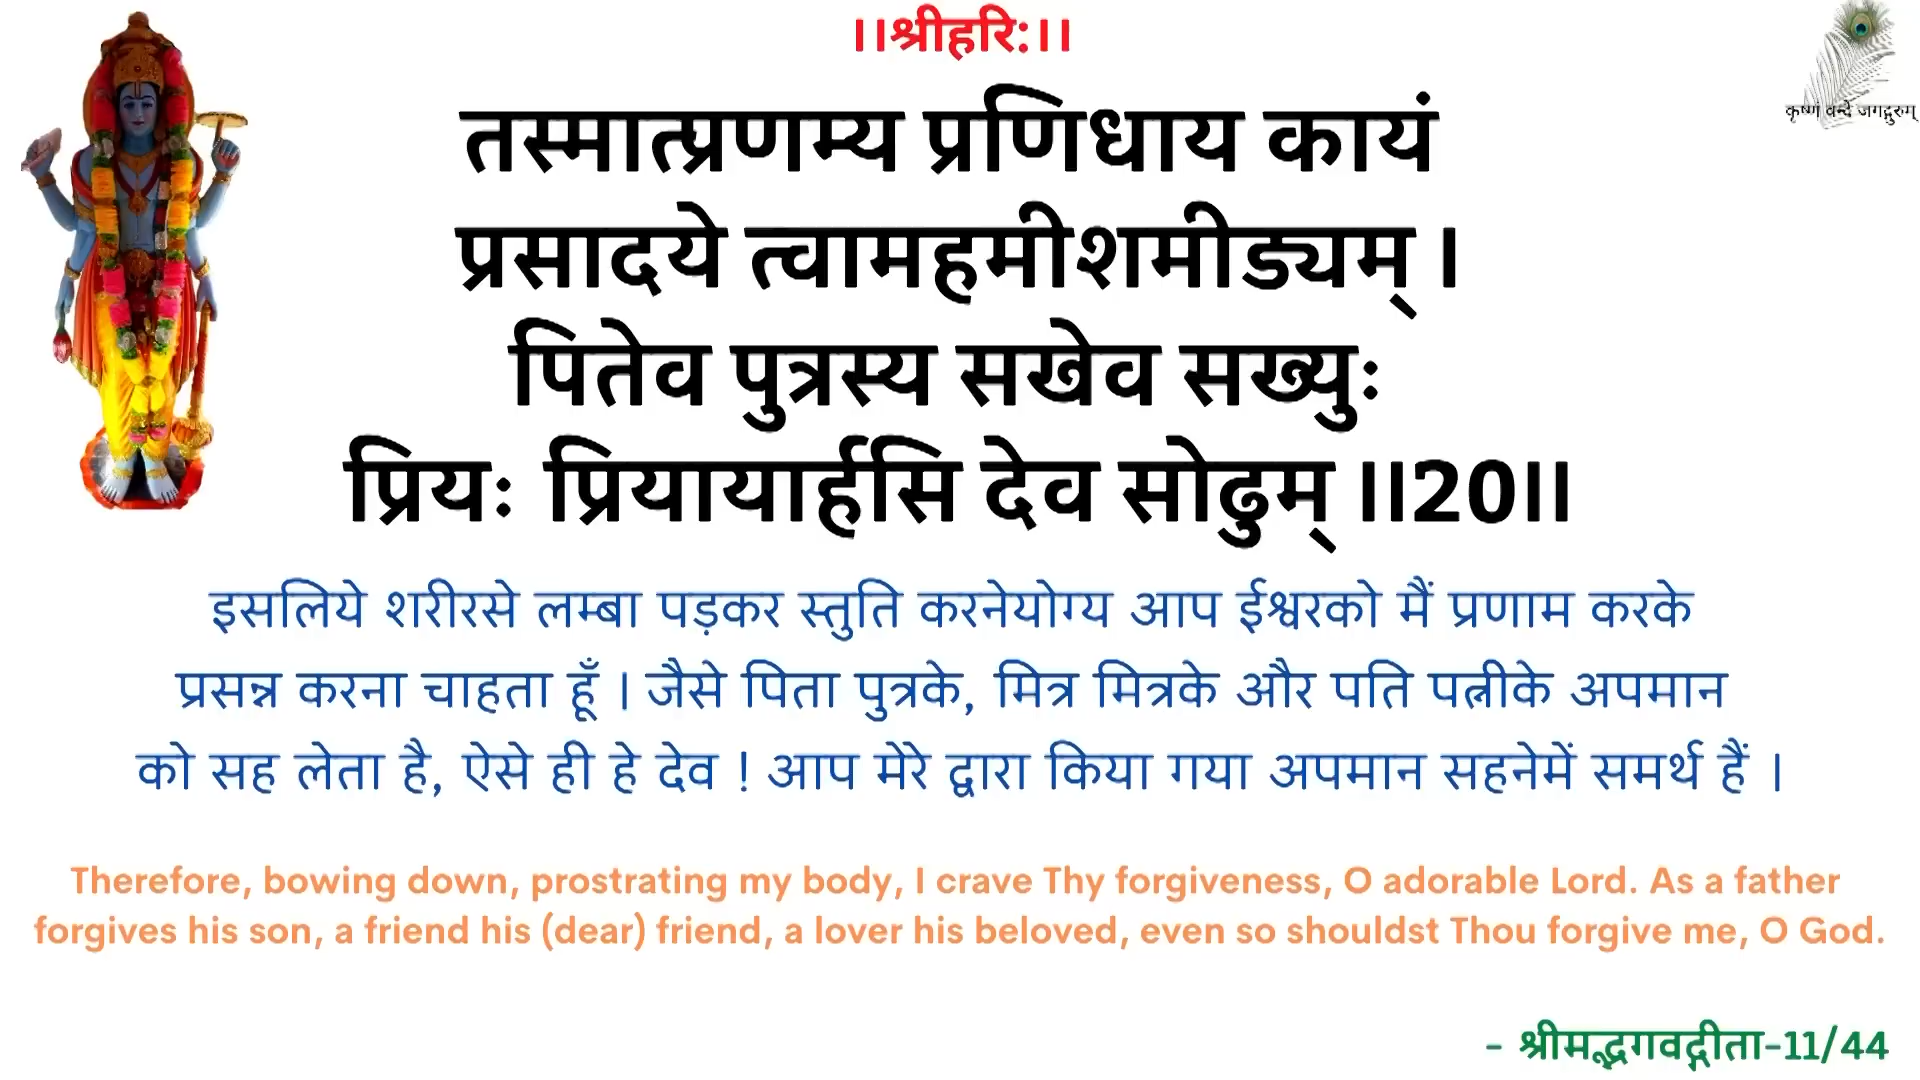 ।।श्रीहरिः।।
कृष्णं वन्दे जगद्गुरुम्
तस्मात्प्रणम्य प्रणिधाय कायं
प्रसादये त्वामहमीशमीड्यम् ।
पितेव पुत्रस्य सखेव सख्युः
प्रियः प्रियायार्हसि देव सोढुम् ।।20।।
इसलिये शरीरसे लम्बा पड़कर स्तुति करनेयोग्य आप ईश्वरको मैं प्रणाम करके
प्रसन्न करना चाहता हूँ । जैसे पिता पुत्रके, मित्र मित्रके और पति पत्नीके अपमान
को सह लेता है, ऐसे ही हे देव ! आप मेरे द्वारा किया गया अपमान सहनेमें समर्थ हैं ।
Therefore, bowing down, prostrating my body, I crave Thy forgiveness, O adorable Lord. As a father
forgives his son, a friend his (dear) friend, a lover his beloved, even so shouldst Thou forgive me, O God.
- श्रीमद्भगवद्गीता-11/44